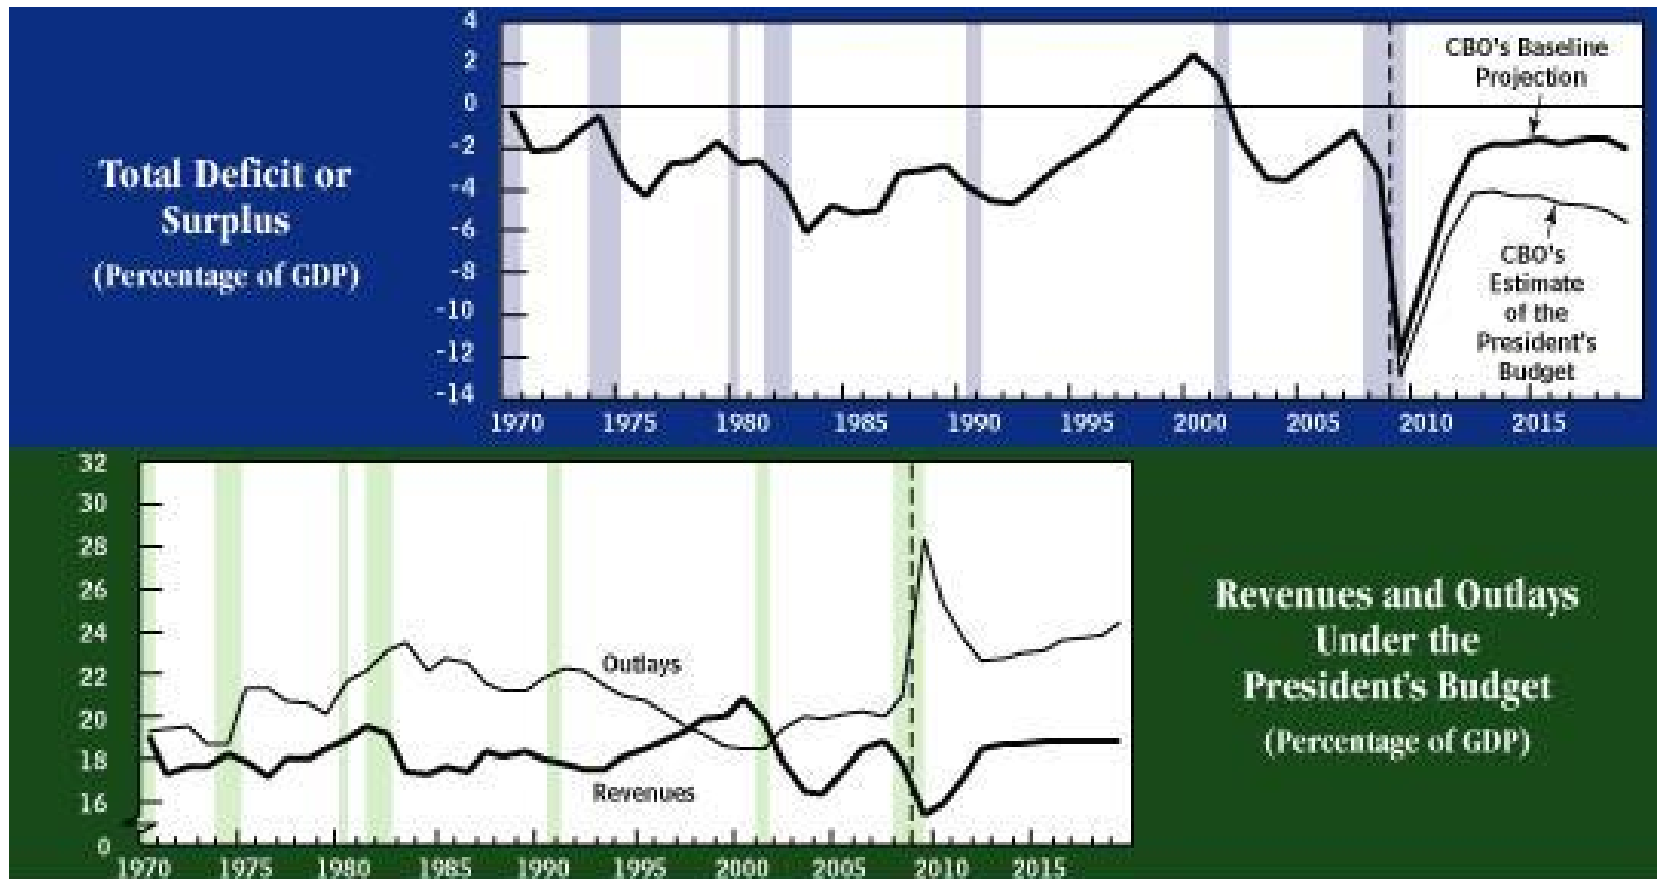 Total Deficit or
Surplus
(Percentage of GDP)
4
2
0
-2
-4
-6
-8
-10
-12
-14
1970 1975 1980 1985 1990 1995 2000 2005 2010 2015
CBO's Baseline
Projection
CBO's
Estimate
of the
President's
Budget
32
30
28
26
24
22
20
18
16
0
1970 1975 1980 1985 1990 1995 2000 2005 2010 2015
Outlays
Revenues
Revenues and Outlays
Under the
President's Budget
(Percentage of GDP)